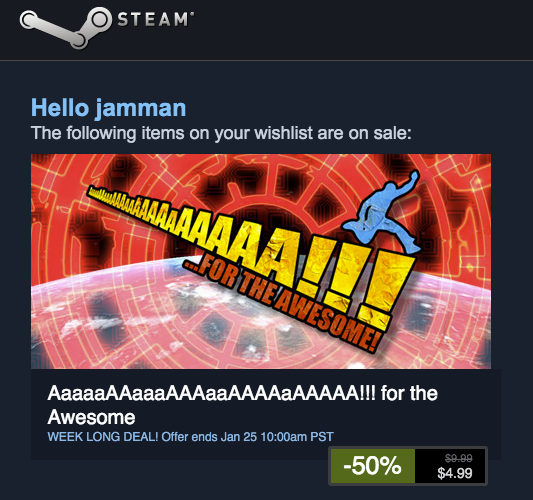 STEAM®
Hello jamman
The following items on your wishlist are on sale:
...FOR THE AWESOME!
AaaaaAAaaaAAAaaAAAAaAAAAA!!! for the
Awesome
WEEK LONG DEAL! Offer ends Jan 25 10:00am PST
-50%
$9.99
$4.99